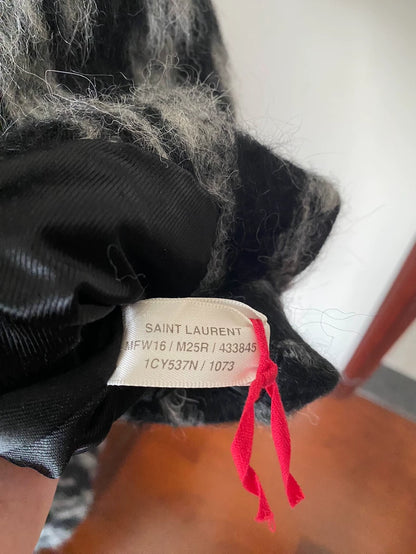 SAINT LAURENT
MFW16 / M25R / 433845
1CY537N / 1073